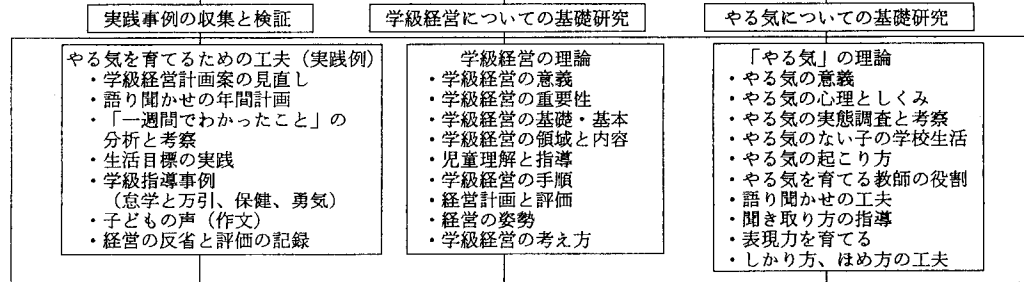 実践事例の収集と検証
やる気を育てるための工夫（実践例）
・学級経営計画案の見直し
・語り聞かせの年間計画
・「一週間でわかったこと」の
分析と考察
・生活目標の実践
・学級指導事例
（怠学と万引、保健、勇気）
・子どもの声（作文）
・経営の反省と評価の記録
学級経営についての基礎研究
学級経営の理論
・学級経営の意義
・学級経営の重要性
・学級経営の基礎・基本
・学級経営の領域と内容
・児童理解と指導
・学級経営の手順
・経営計画と評価
・経営の姿勢
・学級経営の考え方
やる気についての基礎研究
「やる気」の理論
・やる気の意義
・やる気の心理としくみ
・やる気の実態調査と考察
・やる気のない子の学校生活
・やる気の起こり方
・やる気を育てる教師の役割
・語り聞かせの工夫
・聞き取り方の指導
・表現力を育てる
・しかり方、ほめ方の工夫